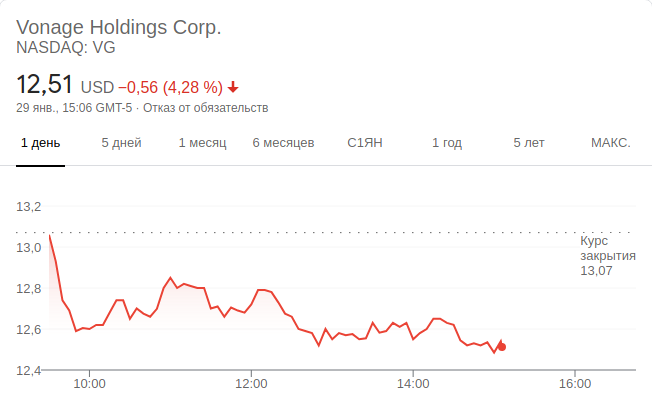 Vonage Holdings Corp.
NASDAQ: VG
12,51 USD −0,56 (4,28 %)
29 янв., 15:06 GMT-5 · Отказ от обязательств
1 день 5 дней 1 месяц 6 месяцев С1ЯН 1 год 5 лет МАКС.
13,2
13,0
12,8
12,6
12,4
Курс
закрытия
13,07
10:00 12:00 14:00 16:00